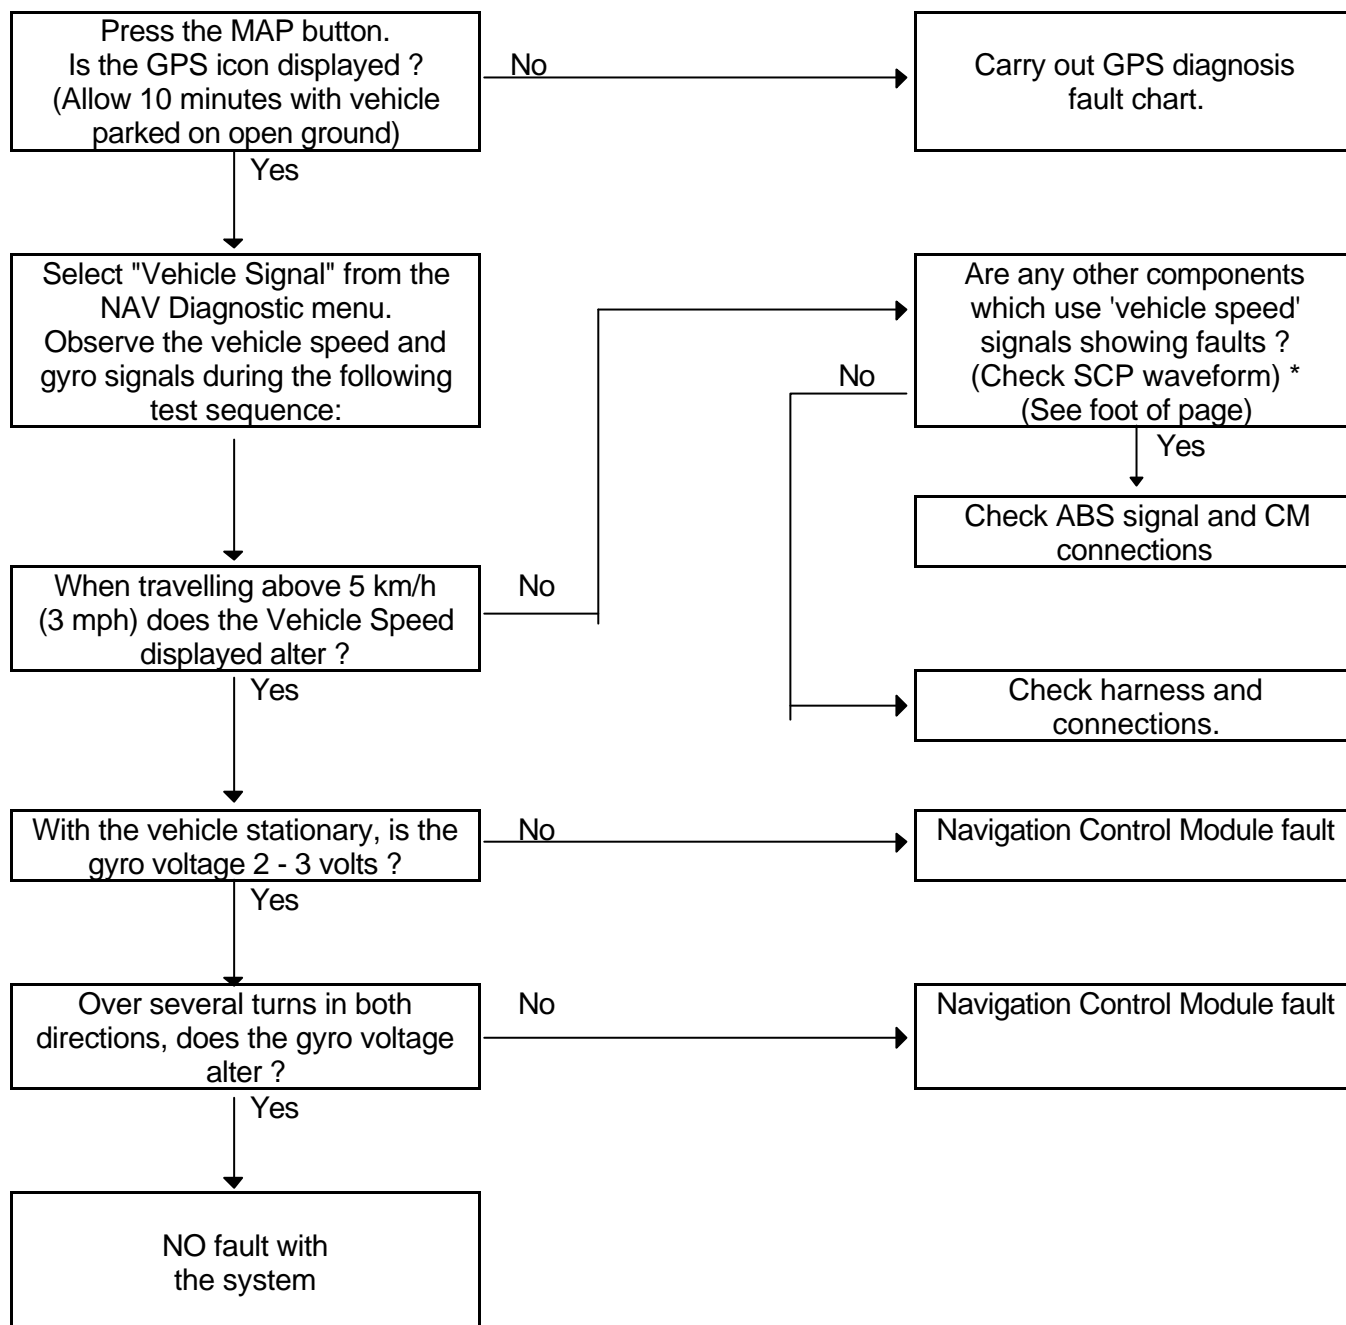 Press the MAP button.
Is the GPS icon displayed ?
(Allow 10 minutes with vehicle
parked on open ground)
No
Carry out GPS diagnosis
fault chart.
Yes
Select "Vehicle Signal" from the
NAV Diagnostic menu.
Observe the vehicle speed and
gyro signals during the following
test sequence:
Are any other components
which use 'vehicle speed'
signals showing faults ?
(Check SCP waveform) *
(See foot of page)
No
Yes
Check ABS signal and CM
connections
When travelling above 5 km/h
(3 mph) does the Vehicle Speed
displayed alter ?
No
Yes
Check harness and
connections.
With the vehicle stationary, is the
gyro voltage 2 - 3 volts ?
No
Navigation Control Module fault
Yes
Over several turns in both
directions, does the gyro voltage
alter ?
No
Navigation Control Module fault
Yes
NO fault with
the system